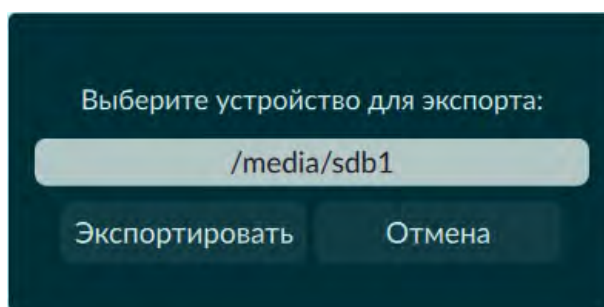 Выберите устройство для экспорта:
/media/sdb1
Экспортировать Отмена